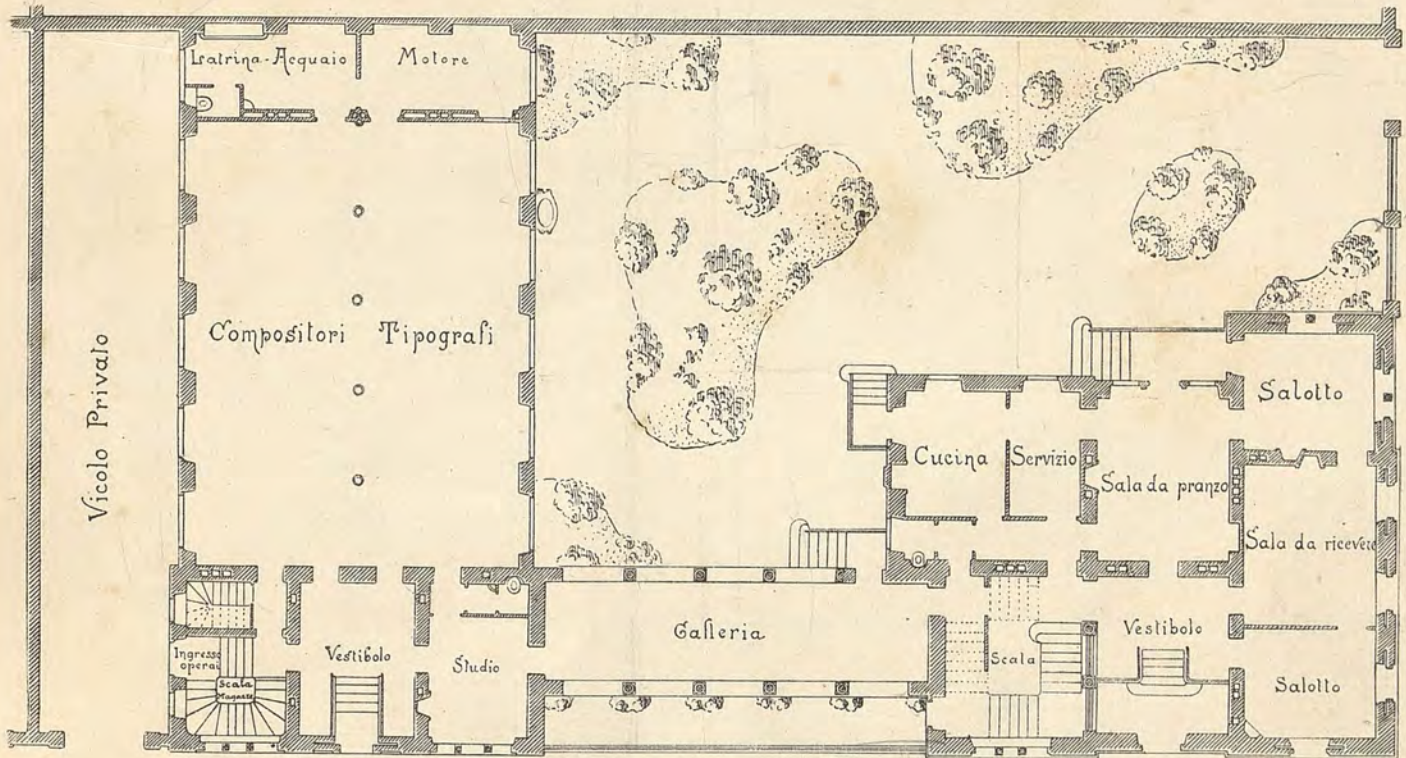 Latrina-Acquaio
Motore
Compositori Tipografi
Vicolo Privato
Salotto
Cucina
Servizio
Sala da pranzo
Sala da ricevere
Ingresso
operai
Scala
Magnete
Vestibolo
Studio
Galleria
Scala
Vestibolo
Salotto